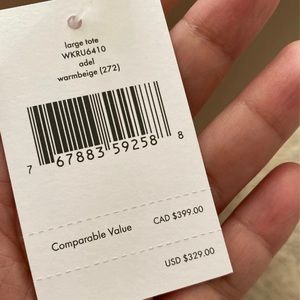 large tote
WKRU6410
adel
warmbeige (272)
7 67883 59258 8
Comparable Value CAD $399.00
USD $329.00